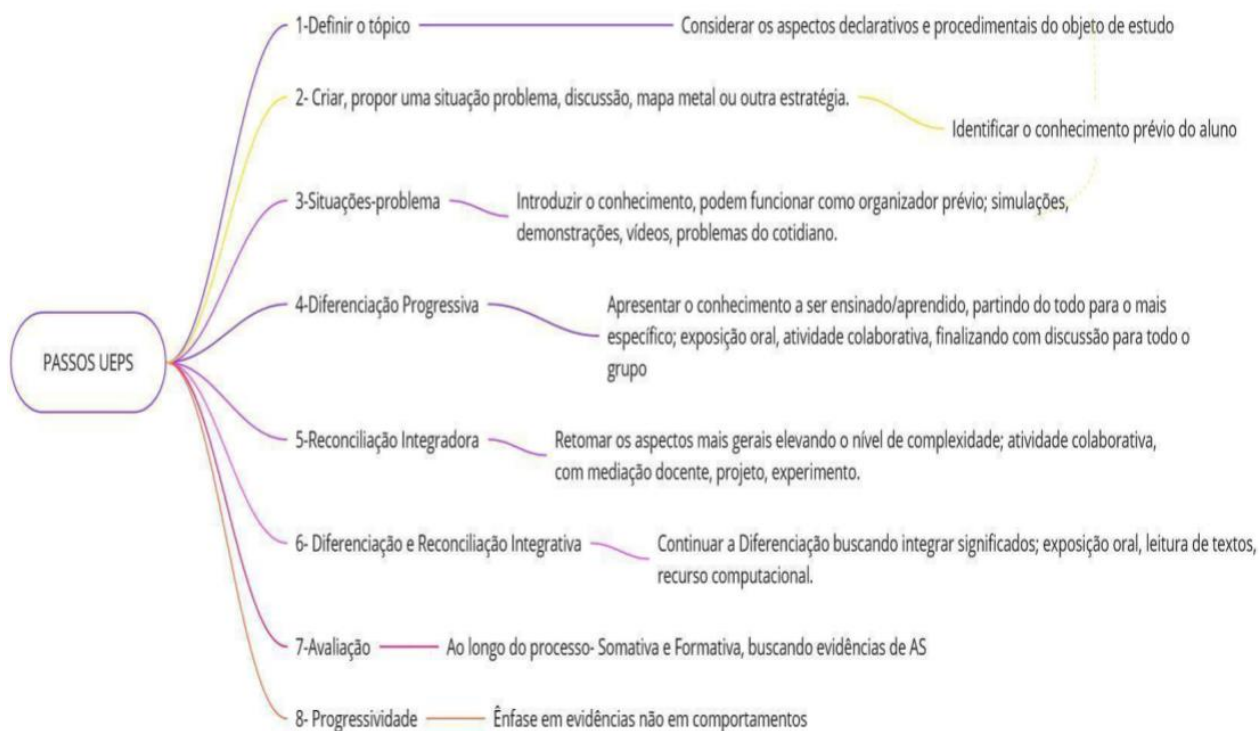 1-Definir o tópico
Considerar os aspectos declarativos e procedimentais do objeto de estudo
2- Criar, propor uma situação problema, discussão, mapa metal ou outra estratégia.
Identificar o conhecimento prévio do aluno
3-Situações-problema
Introduzir o conhecimento, podem funcionar como organizador prévio; simulações,
demonstrações, vídeos, problemas do cotidiano.
4-Diferenciação Progressiva
Apresentar o conhecimento a ser ensinado/aprendido, partindo do todo para o mais
específico; exposição oral, atividade colaborativa, finalizando com discussão para todo o
grupo
PASSOS UEPS
5-Reconciliação Integradora
Retomar os aspectos mais gerais elevando o nível de complexidade; atividade colaborativa,
com mediação docente, projeto, experimento.
6- Diferenciação e Reconciliação Integrativa
Continuar a Diferenciação buscando integrar significados; exposição oral, leitura de textos,
recurso computacional.
7-Avaliação
Ao longo do processo- Somativa e Formativa, buscando evidências de AS
8- Progressividade
Ênfase em evidências não em comportamentos